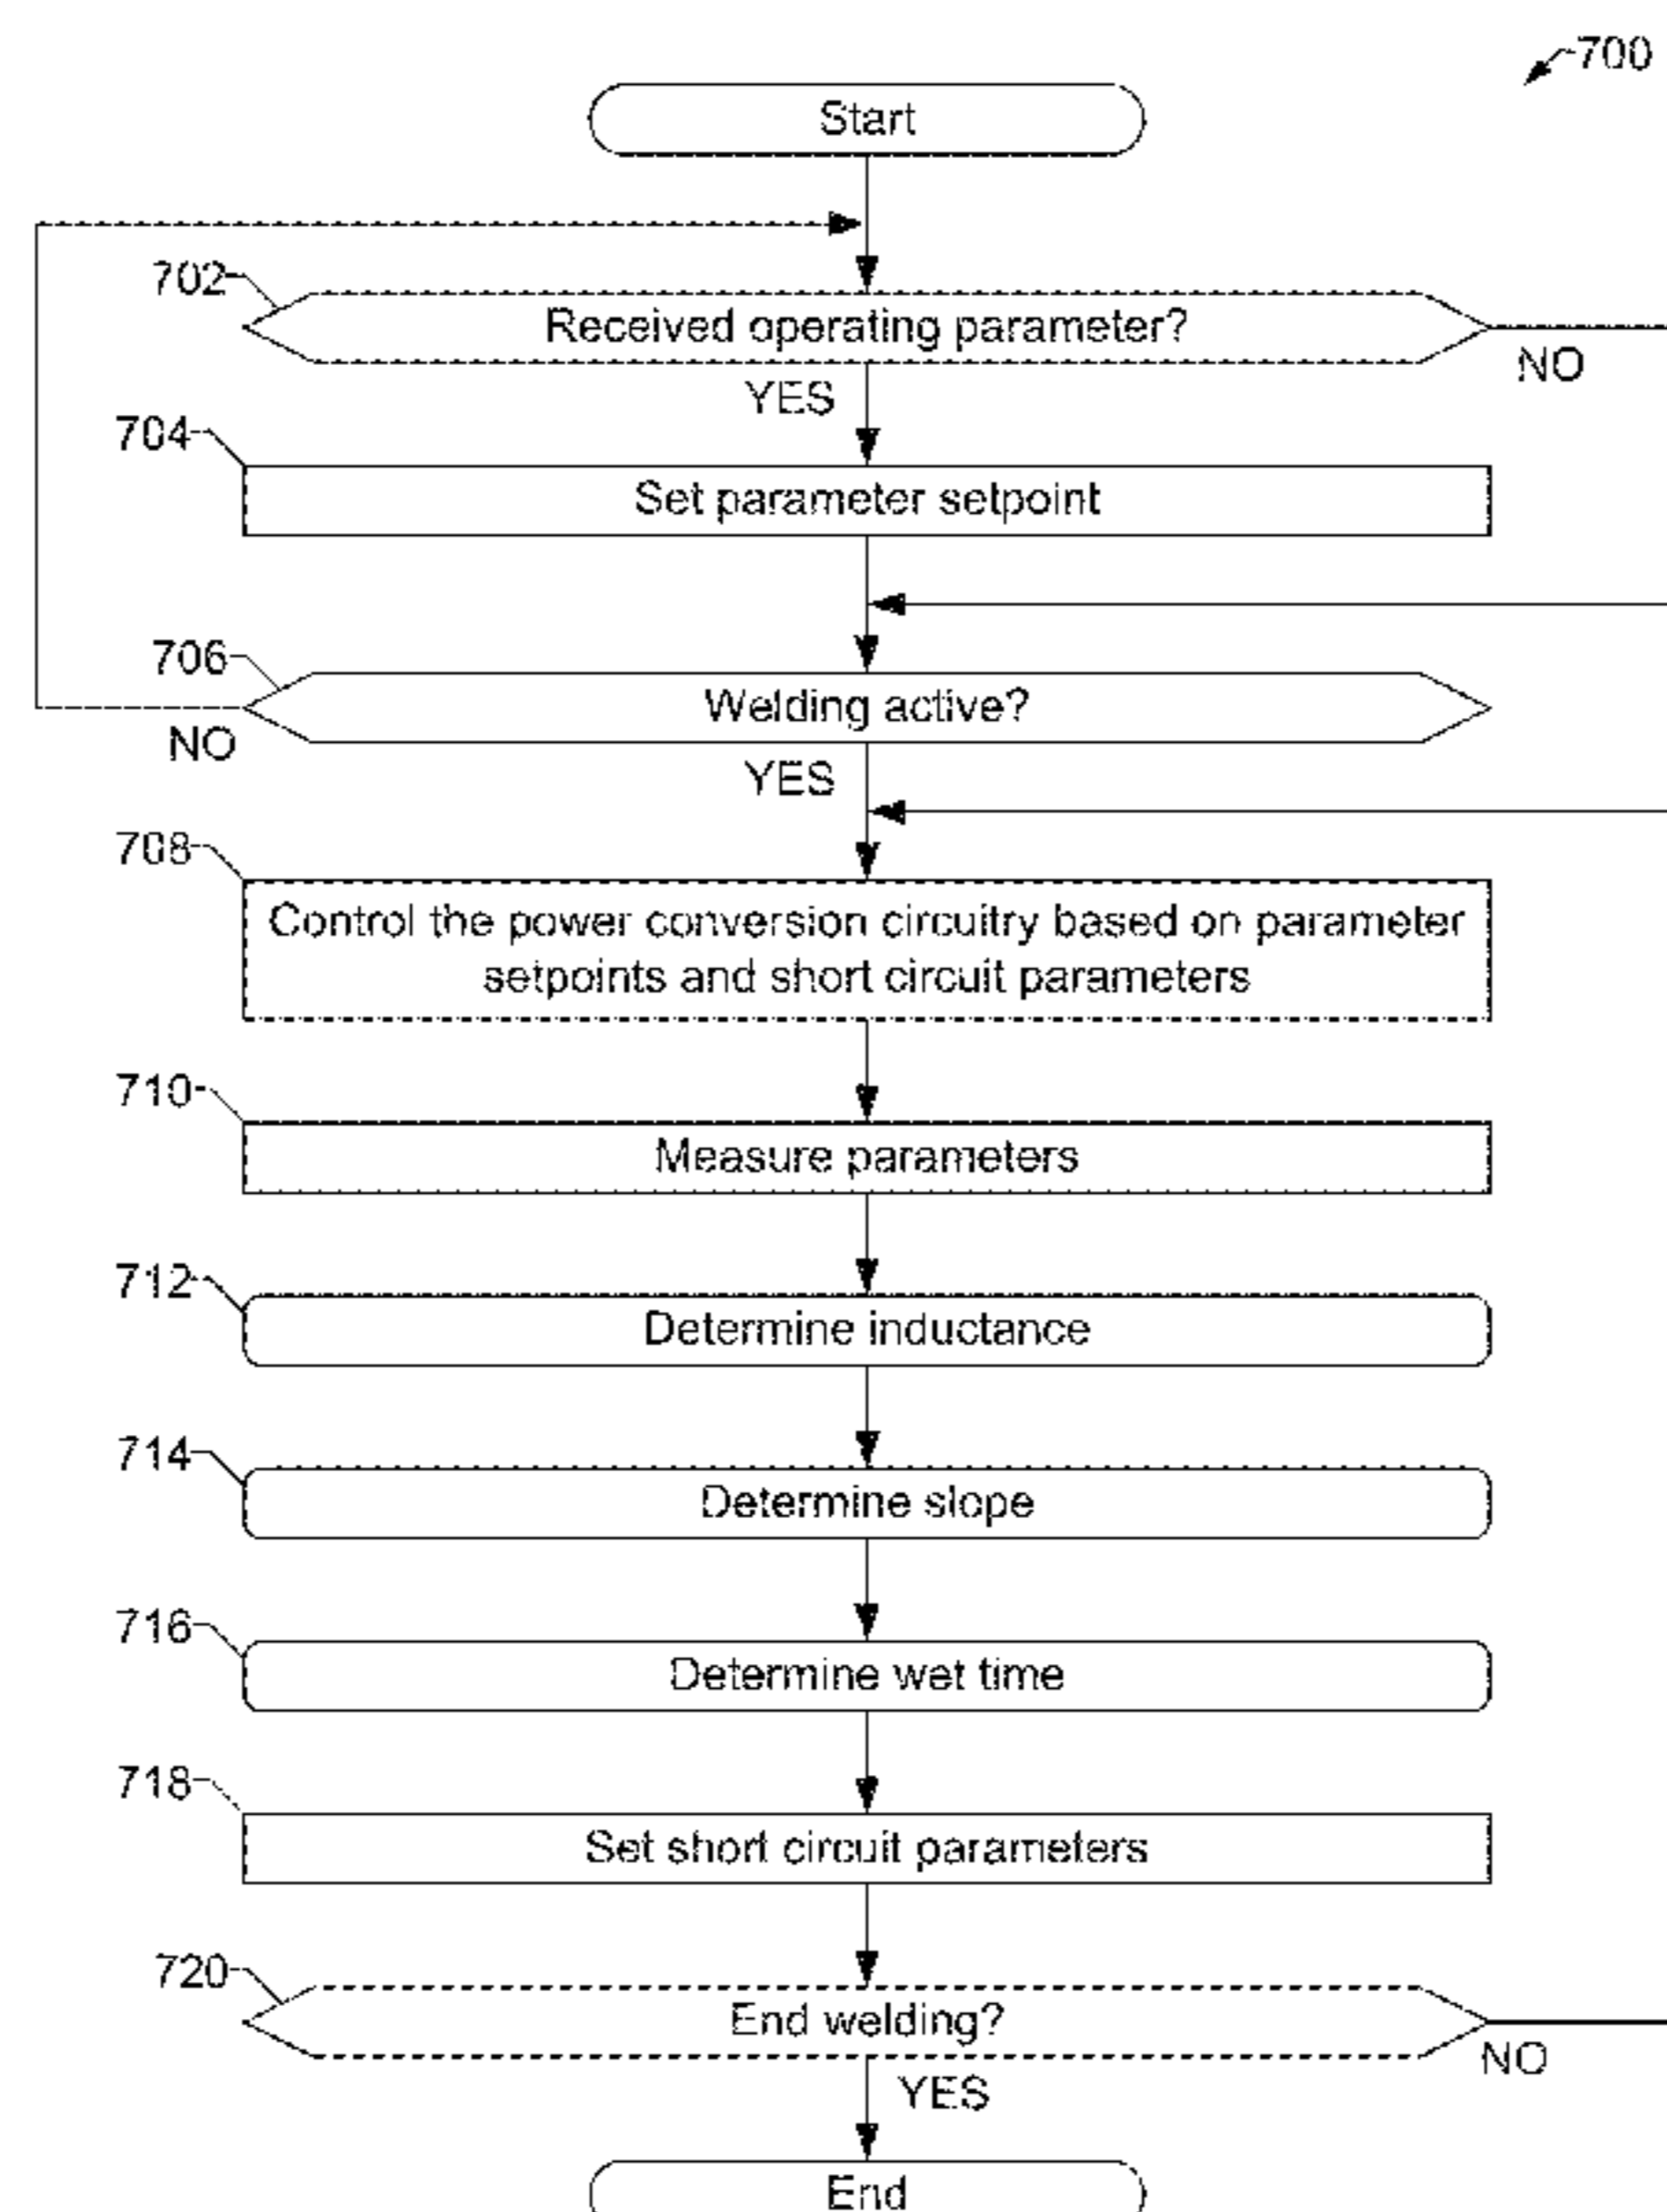 700
Start
702
Received operating parameter?
NO
YES
704
Set parameter setpoint
706
Welding active?
NO
YES
708
Control the power conversion circuitry based on parameter
setpoints and short circuit parameters
710
Measure parameters
712
Determine inductance
714
Determine slope
716
Determine wet time
718
Set short circuit parameters
720
End welding?
NO
YES
End